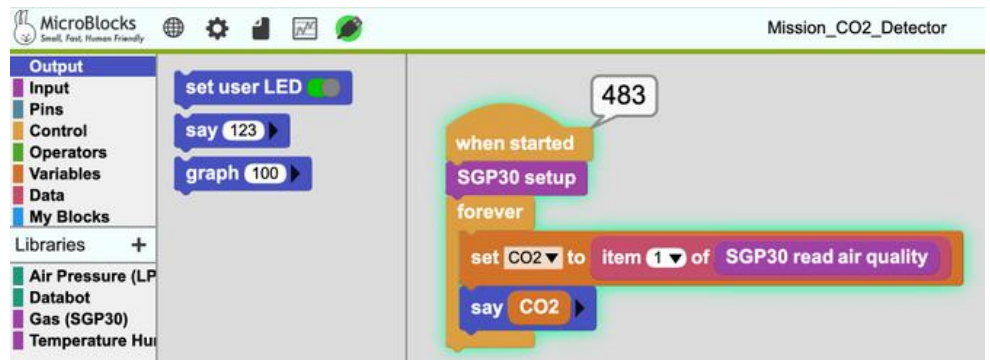 MicroBlocks
Small, Fast, Human Friendly
Mission_CO2_Detector
Output
Input
Pins
Control
Operators
Variables
Data
My Blocks
Libraries +
Air Pressure (LP
Databot
Gas (SGP30)
Temperature Hu
set user LED
say 123
graph 100
483
when started
SGP30 setup
forever
set CO2 to item 1 of SGP30 read air quality
say CO2